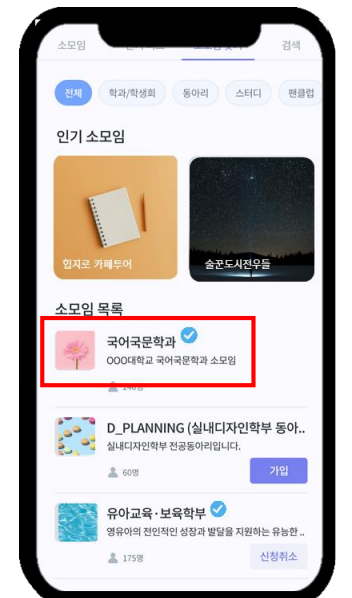 소모임
검색
전체 학과/학생회 동아리 스터디 팬클럽
인기 소모임
힙지로 카페투어
술꾼도시전우들
소모임 목록
국어국문학과
OOO대학교 국어국문학과 소모임
D_PLANNING (실내디자인학부 동아..
실내디자인학부 전공동아리입니다.
60명
가입
유아교육·보육학부
영유아의 전인적인 성장과 발달을 지원하는 유능한 ..
175명
신청취소